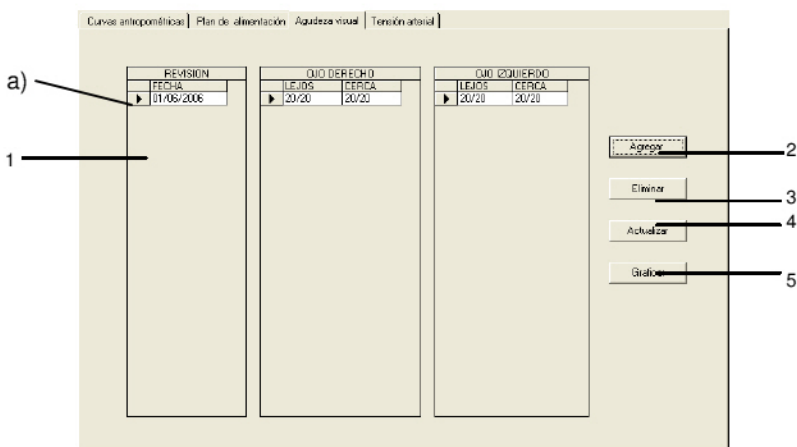 Curvas antropométricas Plan de alimentación Agudeza visual Tensión arterial
REVISION OJO DERECHO OJO IZQUIERDO
FECHA LEJOS CERCA LEJOS CERCA
a)
01/06/2006 20/20 20/20 20/20 20/20
Agregar 2
1
Eliminar 3
4
Actualizar
Graficar 5